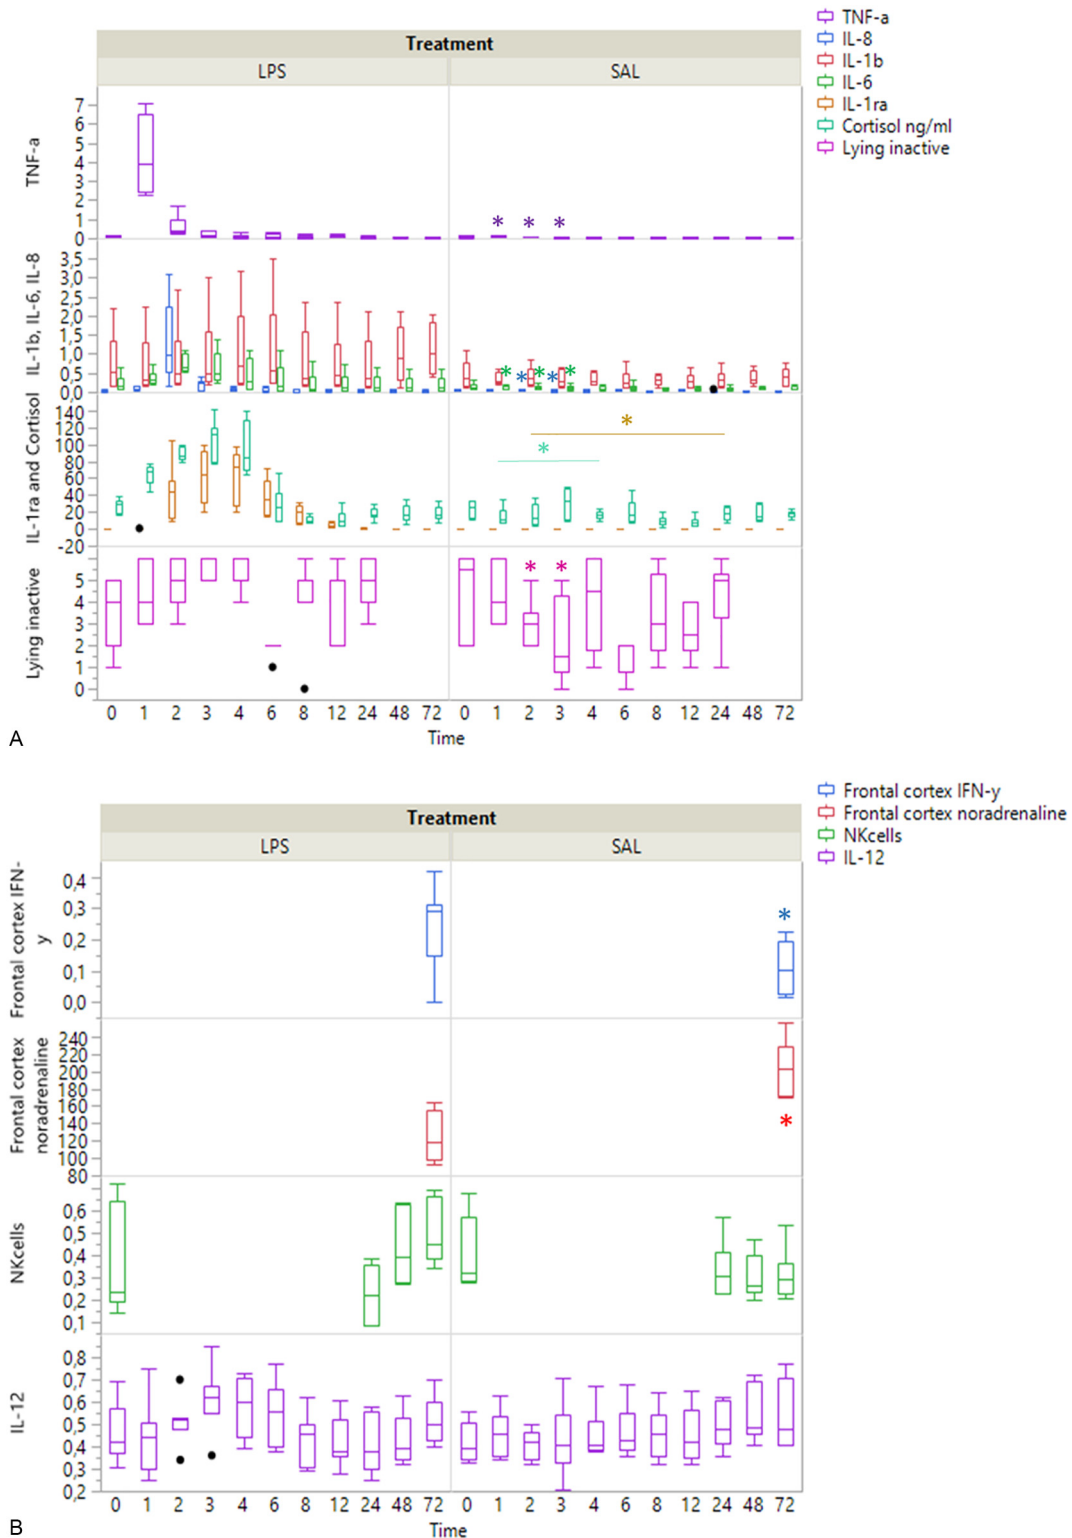 TNF-a
IL-8
IL-1b
IL-6
IL-1ra
Cortisol ng/ml
Lying inactive
Treatment
LPS SAL
TNF-a
7
6
5
4
3
2
1
0
* * *
IL-1b, IL-6, IL-8
3,5
3,0
2,5
2,0
1,5
1,0
0,5
0,0
* * * * *
IL-1ra and Cortisol
140
120
100
80
60
40
20
0
-20
*
*
Lying inactive
5
4
3
2
1
0
* *
0 1 2 3 4 6 8 12 24 48 72 0 1 2 3 4 6 8 12 24 48 72
Time
A
Frontal cortex IFN-y
Frontal cortex noradrenaline
NKcells
IL-12
Treatment
LPS SAL
Frontal cortex IFN-
y
0,4
0,3
0,2
0,1
0,0
*
Frontal cortex
noradrenaline
240
220
200
180
160
140
120
100
80
*
NKcells
0,6
0,5
0,4
0,3
0,2
0,1
IL-12
0,8
0,7
0,6
0,5
0,4
0,3
0,2
0 1 2 3 4 6 8 12 24 48 72 0 1 2 3 4 6 8 12 24 48 72
Time
B